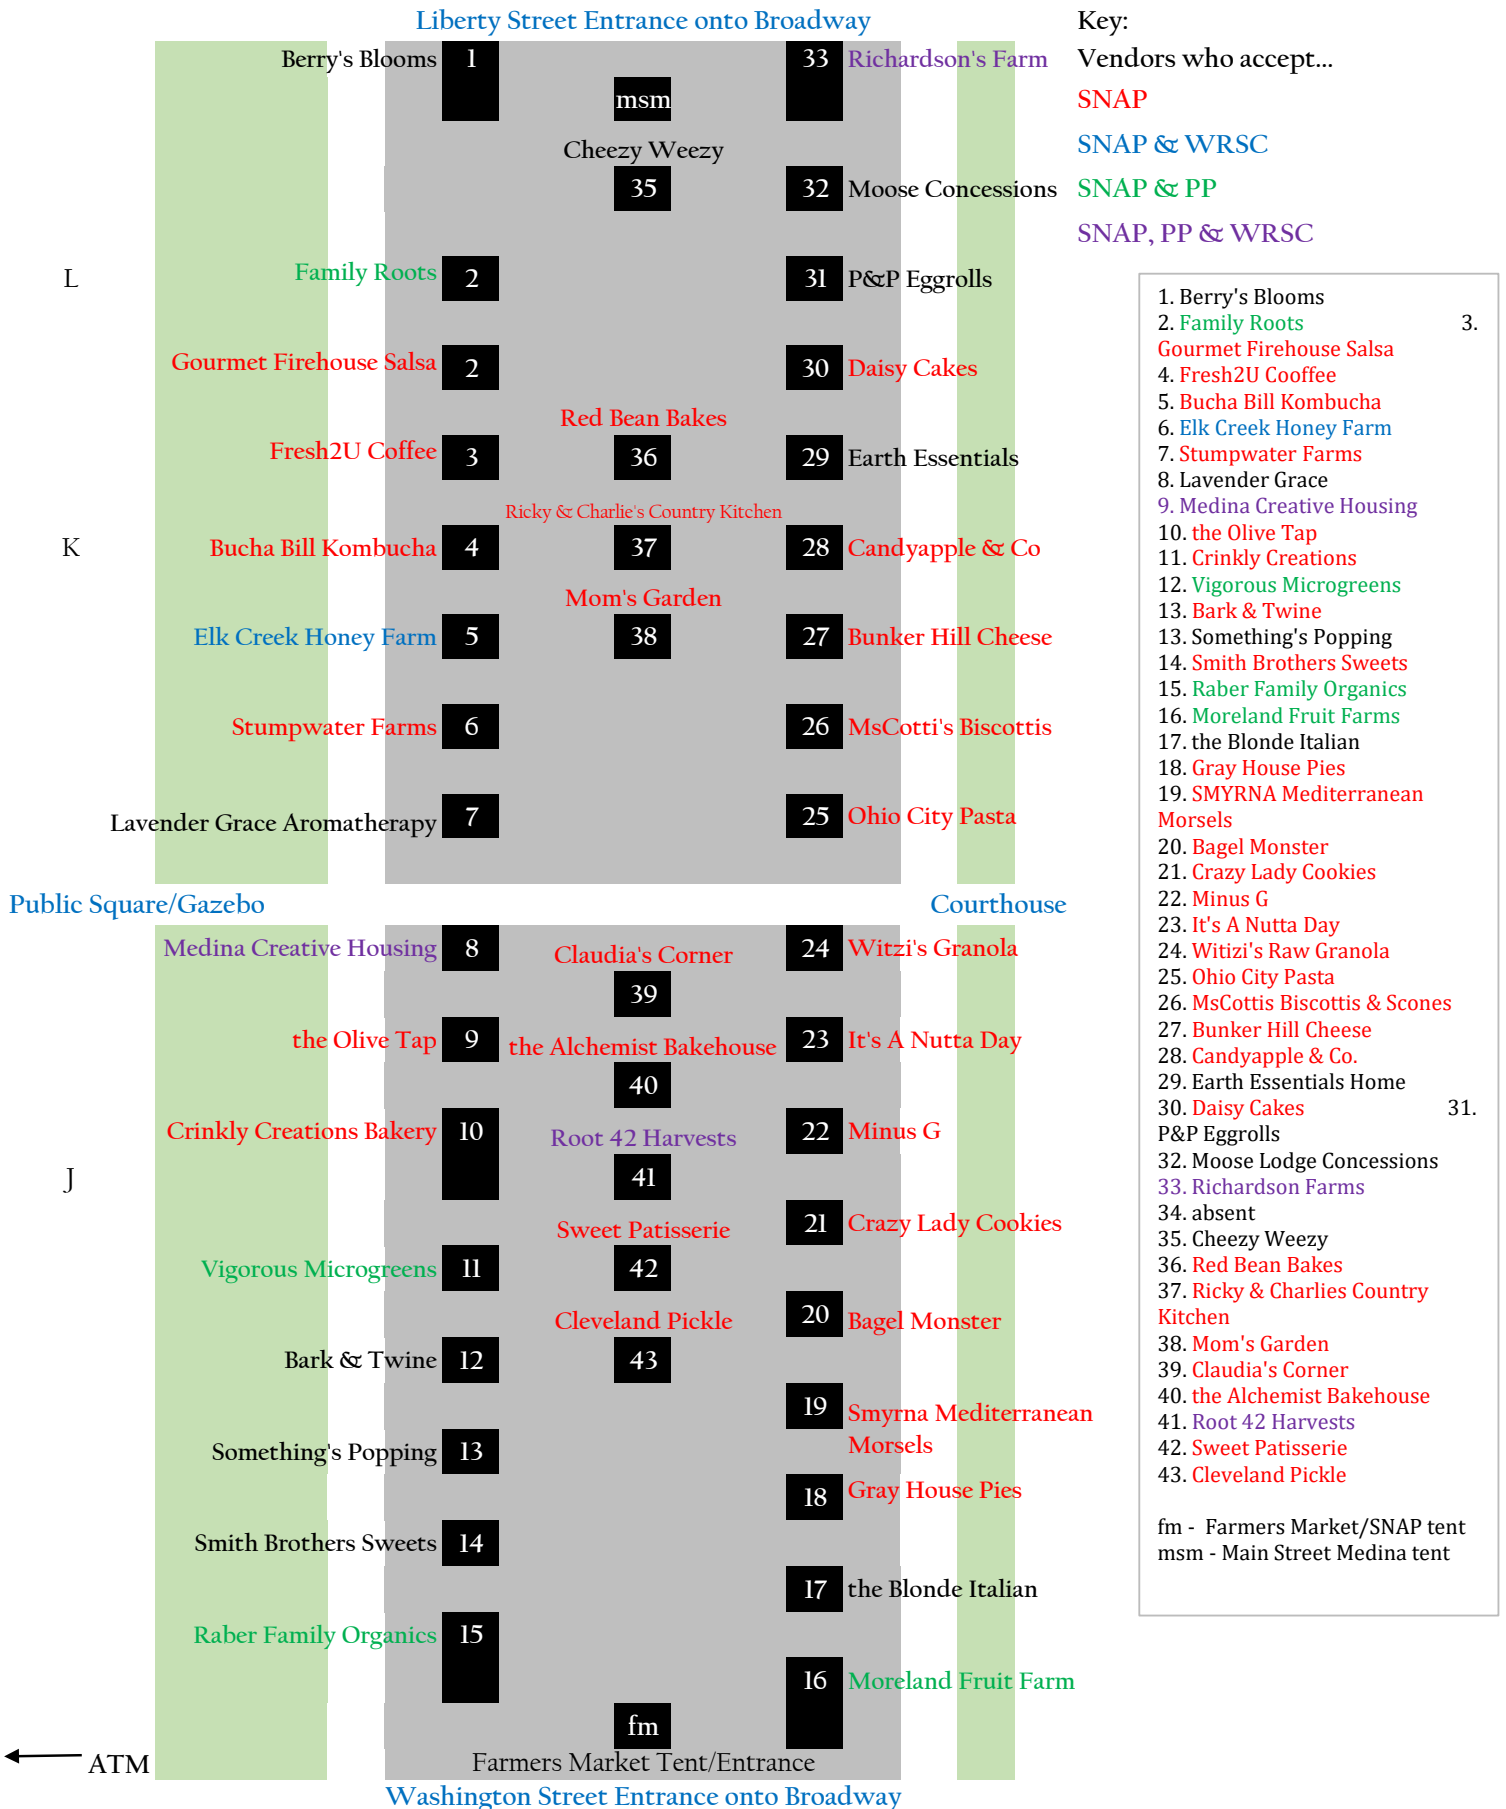 Liberty Street Entrance onto Broadway
Key:
Berry's Blooms 1
33 Richardson's Farm
Vendors who accept...
msm
SNAP
Cheezy Weezy
SNAP & WRSC
35
32 Moose Concessions
SNAP & PP
SNAP, PP & WRSC
L
Family Roots 2
31 P&P Eggrolls
Gourmet Firehouse Salsa 2
30 Daisy Cakes
Red Bean Bakes
Fresh2U Coffee 3
36
29 Earth Essentials
Ricky & Charlie's Country Kitchen
K
Bucha Bill Kombucha 4
37
28 Candyapple & Co
Mom's Garden
Elk Creek Honey Farm 5
38
27 Bunker Hill Cheese
Stumpwater Farms 6
26 MsCotti's Biscottis
Lavender Grace Aromatherapy 7
25 Ohio City Pasta
Public Square/Gazebo
Courthouse
Medina Creative Housing 8
Claudia's Corner
24 Witzi's Granola
39
the Olive Tap 9
the Alchemist Bakehouse
23 It's A Nutta Day
40
Crinkly Creations Bakery 10
Root 42 Harvests
22 Minus G
J
41
Sweet Patisserie
21 Crazy Lady Cookies
Vigorous Microgreens 11
42
Cleveland Pickle
20 Bagel Monster
Bark & Twine 12
43
19 Smyrna Mediterranean
Morsels
Something's Popping 13
18 Gray House Pies
Smith Brothers Sweets 14
17 the Blonde Italian
Raber Family Organics 15
16 Moreland Fruit Farm
fm
Farmers Market Tent/Entrance
ATM
Washington Street Entrance onto Broadway
1. Berry's Blooms
2. Family Roots 3.
Gourmet Firehouse Salsa
4. Fresh2U Cooffee
5. Bucha Bill Kombucha
6. Elk Creek Honey Farm
7. Stumpwater Farms
8. Lavender Grace
9. Medina Creative Housing
10. the Olive Tap
11. Crinkly Creations
12. Vigorous Microgreens
13. Bark & Twine
13. Something's Popping
14. Smith Brothers Sweets
15. Raber Family Organics
16. Moreland Fruit Farms
17. the Blonde Italian
18. Gray House Pies
19. SMYRNA Mediterranean
Morsels
20. Bagel Monster
21. Crazy Lady Cookies
22. Minus G
23. It's A Nutta Day
24. Witizi's Raw Granola
25. Ohio City Pasta
26. MsCottis Biscottis & Scones
27. Bunker Hill Cheese
28. Candyapple & Co.
29. Earth Essentials Home
30. Daisy Cakes 31.
P&P Eggrolls
32. Moose Lodge Concessions
33. Richardson Farms
34. absent
35. Cheezy Weezy
36. Red Bean Bakes
37. Ricky & Charlies Country
Kitchen
38. Mom's Garden
39. Claudia's Corner
40. the Alchemist Bakehouse
41. Root 42 Harvests
42. Sweet Patisserie
43. Cleveland Pickle
fm - Farmers Market/SNAP tent
msm - Main Street Medina tent